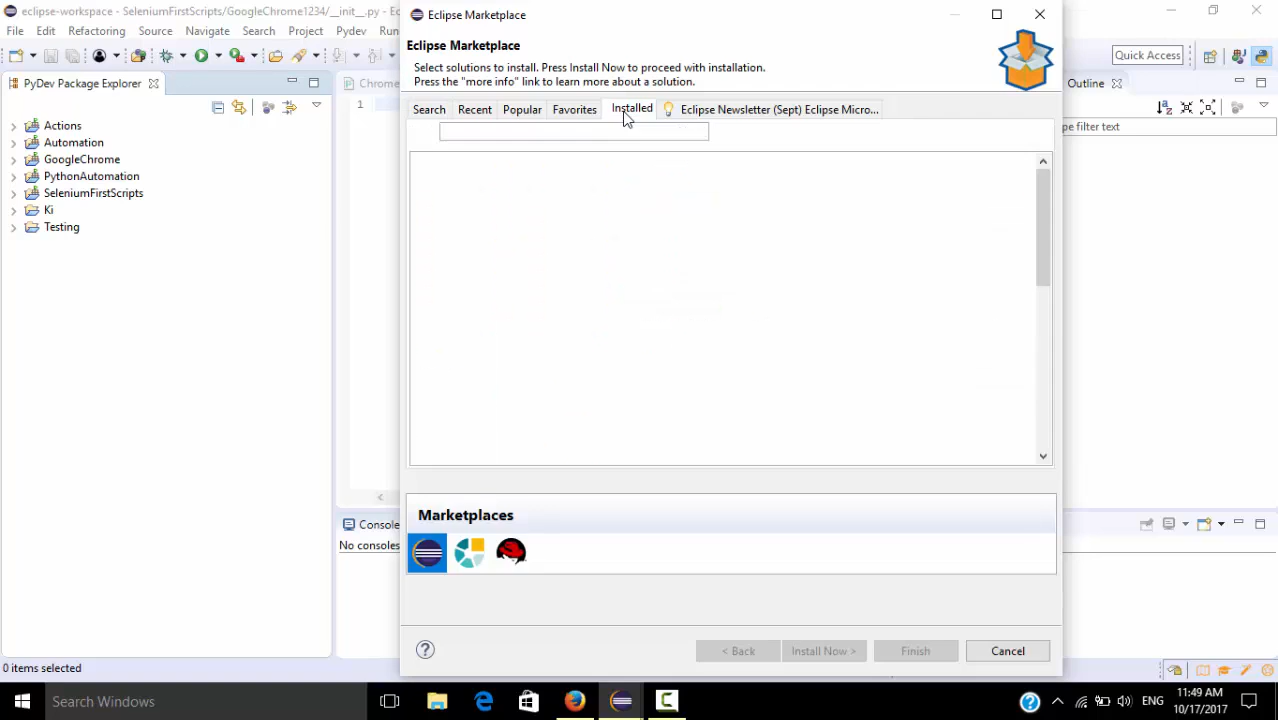 eclipse-workspace - SeleniumFirstScripts/GoogleChrome1234/__init__.py - Eclipse
File Edit Refactoring Source Navigate Search Project Pydev Run
Quick Access
PyDev Package Explorer
Actions
Automation
GoogleChrome
PythonAutomation
SeleniumFirstScripts
Ki
Testing
Chrome
1
Eclipse Marketplace
Eclipse Marketplace
Select solutions to install. Press Install Now to proceed with installation.
Press the "more info" link to learn more about a solution.
Search Recent Popular Favorites Installed Eclipse Newsletter (Sept) Eclipse Micro...
Marketplaces
?
< Back Install Now > Finish Cancel
Outline
pe filter text
Console
No consoles
0 items selected
Search Windows
ENG
11:49 AM
10/17/2017